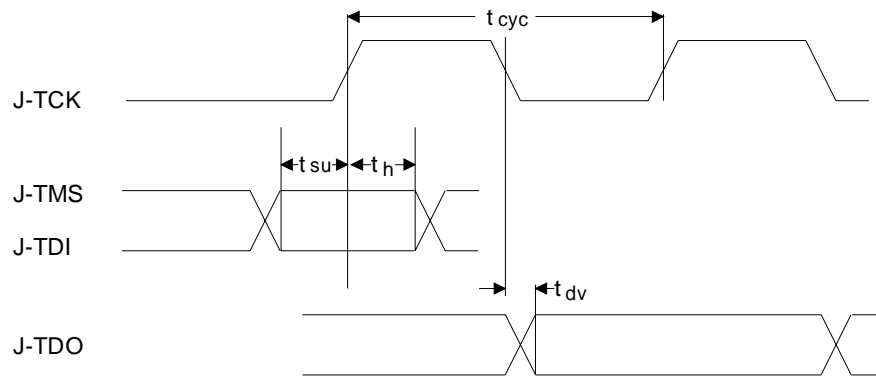 t cyc
J-TCK
t su
t h
J-TMS
J-TDI
t dv
J-TDO